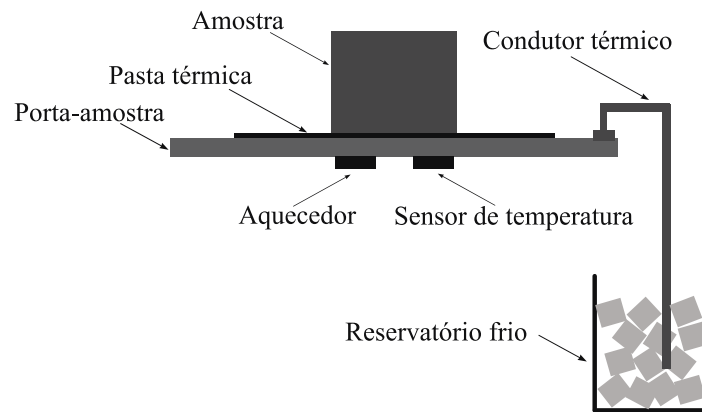 Amostra
Condutor térmico
Pasta térmica
Porta-amostra
Aquecedor
Sensor de temperatura
Reservatório frio